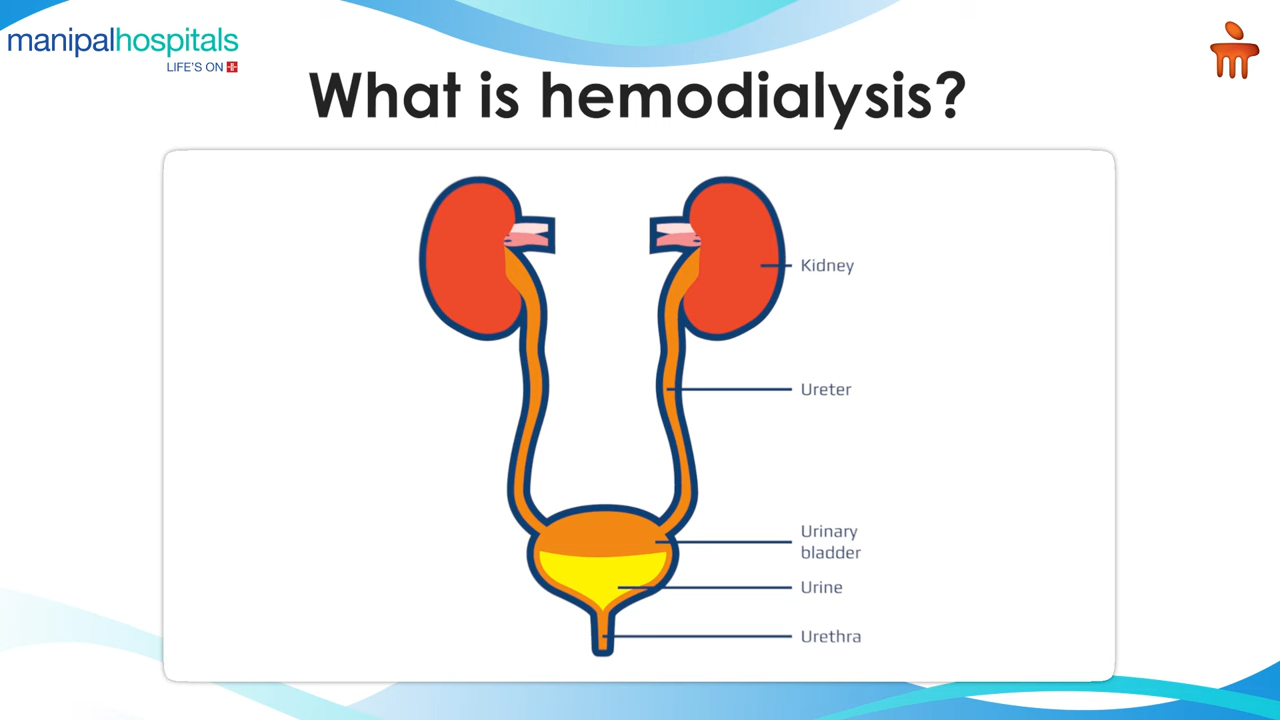 manipalhospitals
LIFE'S ON
What is hemodialysis?
Kidney
Ureter
Urinary
bladder
Urine
Urethra